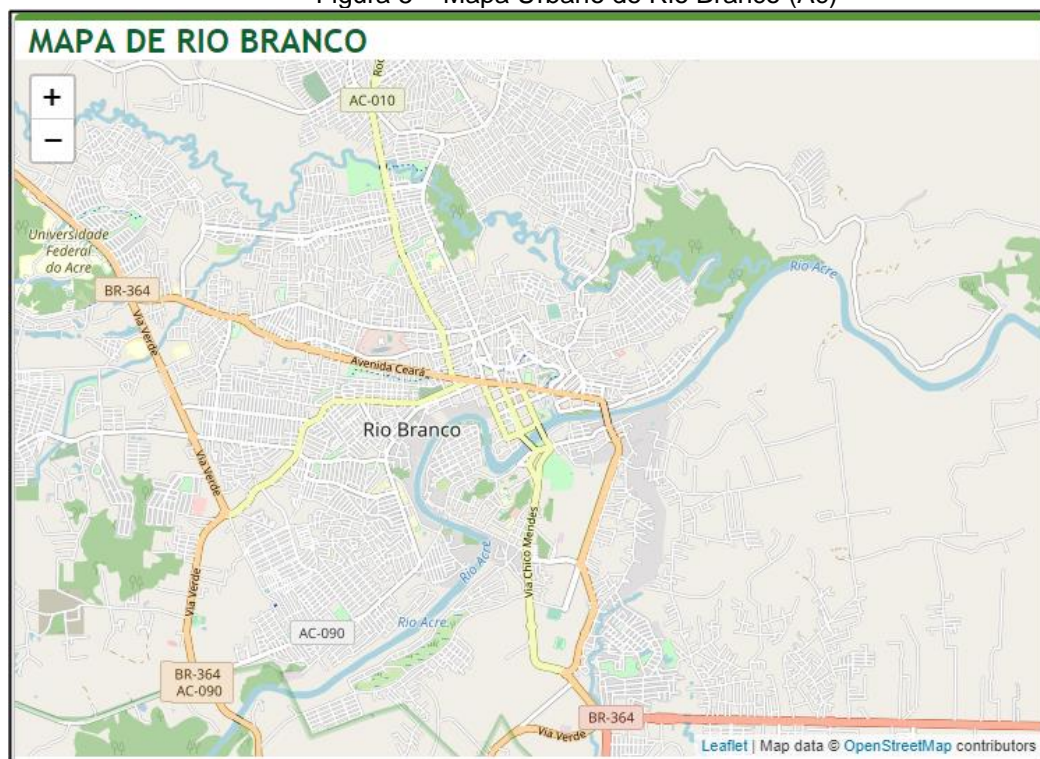 Figura 3 – Mapa Urbano de Rio Branco (Ac)
MAPA DE RIO BRANCO
+
−
AC-010
Universidade
Federal
do Acre
BR-364
Via Verde
Rio Acre
Avenida Ceará
Rio Branco
Via Verde
Via Chico Mendes
Rio Acre
Via Verde
Rio Acre
AC-090
BR-364
AC-090
BR-364
Via Verde
Leaflet | Map data © OpenStreetMap contributors